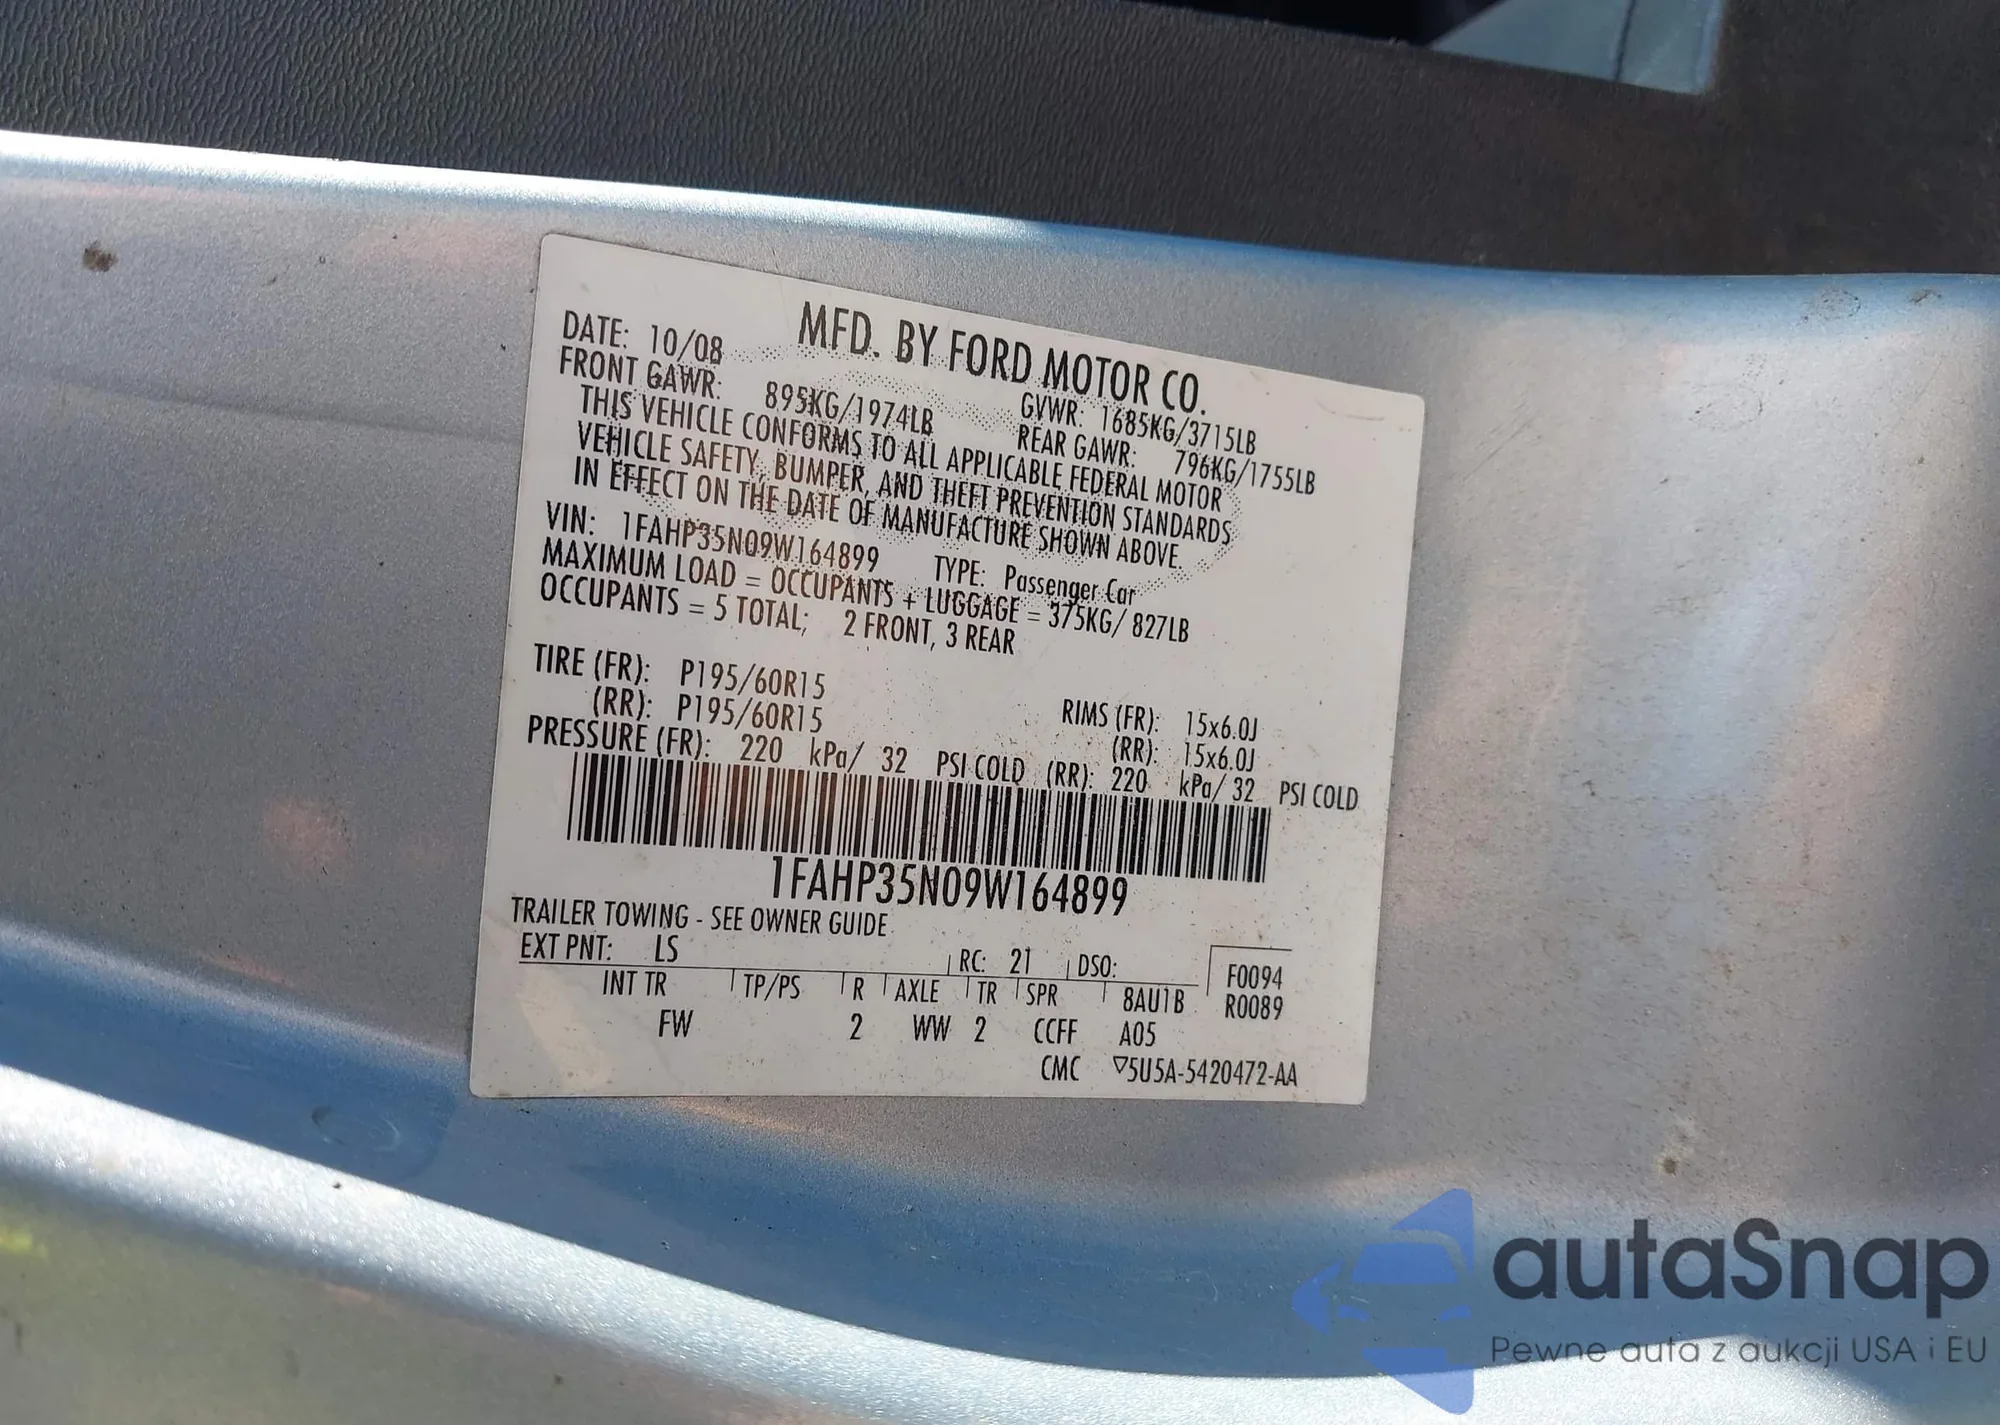 MFD. BY FORD MOTOR CO.
DATE: 10/08 GVWR: 1685KG/3715LB
FRONT GAWR: 895KG/1974LB REAR GAWR: 796KG/1755LB
THIS VEHICLE CONFORMS TO ALL APPLICABLE FEDERAL MOTOR
VEHICLE SAFETY, BUMPER, AND THEFT PREVENTION STANDARDS
IN EFFECT ON THE DATE OF MANUFACTURE SHOWN ABOVE.
VIN: 1FAHP35N09W164899 TYPE: Passenger Car
MAXIMUM LOAD = OCCUPANTS + LUGGAGE = 375KG/ 827LB
OCCUPANTS = 5 TOTAL; 2 FRONT, 3 REAR
TIRE (FR): P195/60R15 RIMS (FR): 15x6.0J
(RR): P195/60R15 (RR): 15x6.0J
PRESSURE (FR): 220 kPa/ 32 PSI COLD (RR): 220 kPa/ 32 PSI COLD
1FAHP35N09W164899
TRAILER TOWING - SEE OWNER GUIDE
EXT PNT: LS RC: 21 DSO: F0094
INT TR TP/PS R AXLE TR SPR 8AU1B R0089
FW 2 WW 2 CCFF A05
CMC ▽5U5A-5420472-AA
autaSnap
Pewne auta z aukcji USA i EU